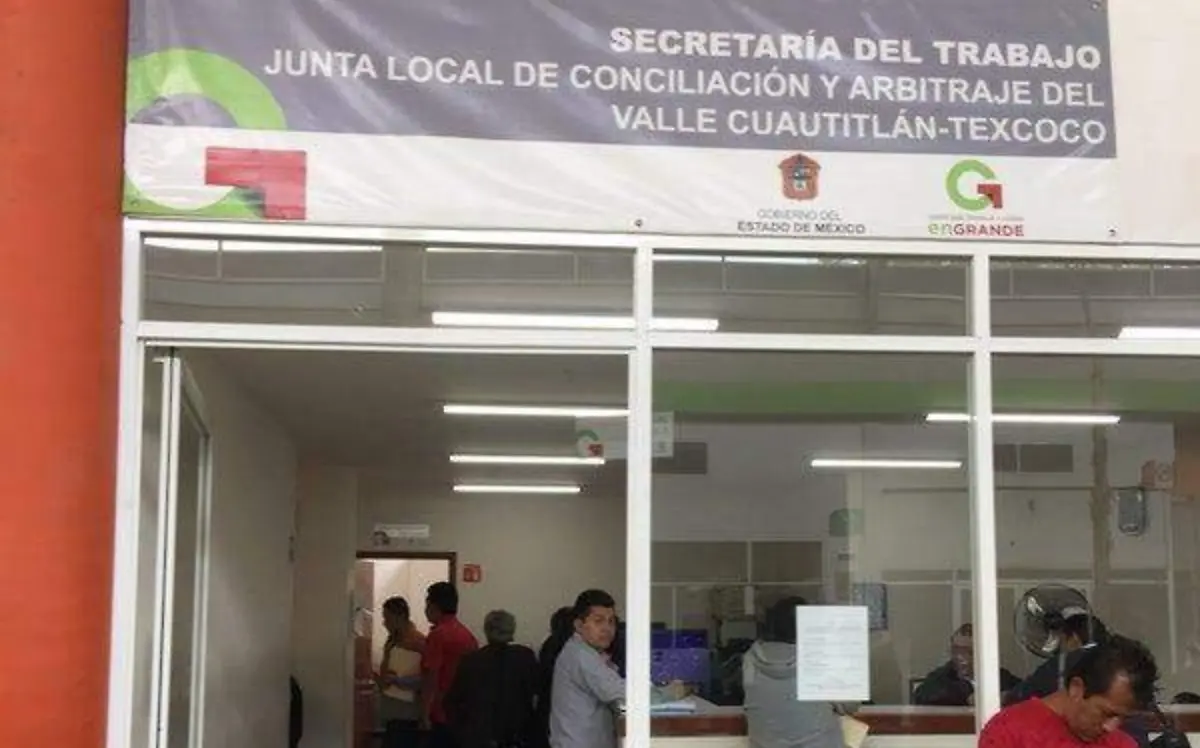 SECRETARÍA DEL TRABAJO
JUNTA LOCAL DE CONCILIACIÓN Y ARBITRAJE DEL
VALLE CUAUTITLÁN-TEXCOCO
GOBIERNO DEL
ESTADO DE MÉXICO
enGRANDE